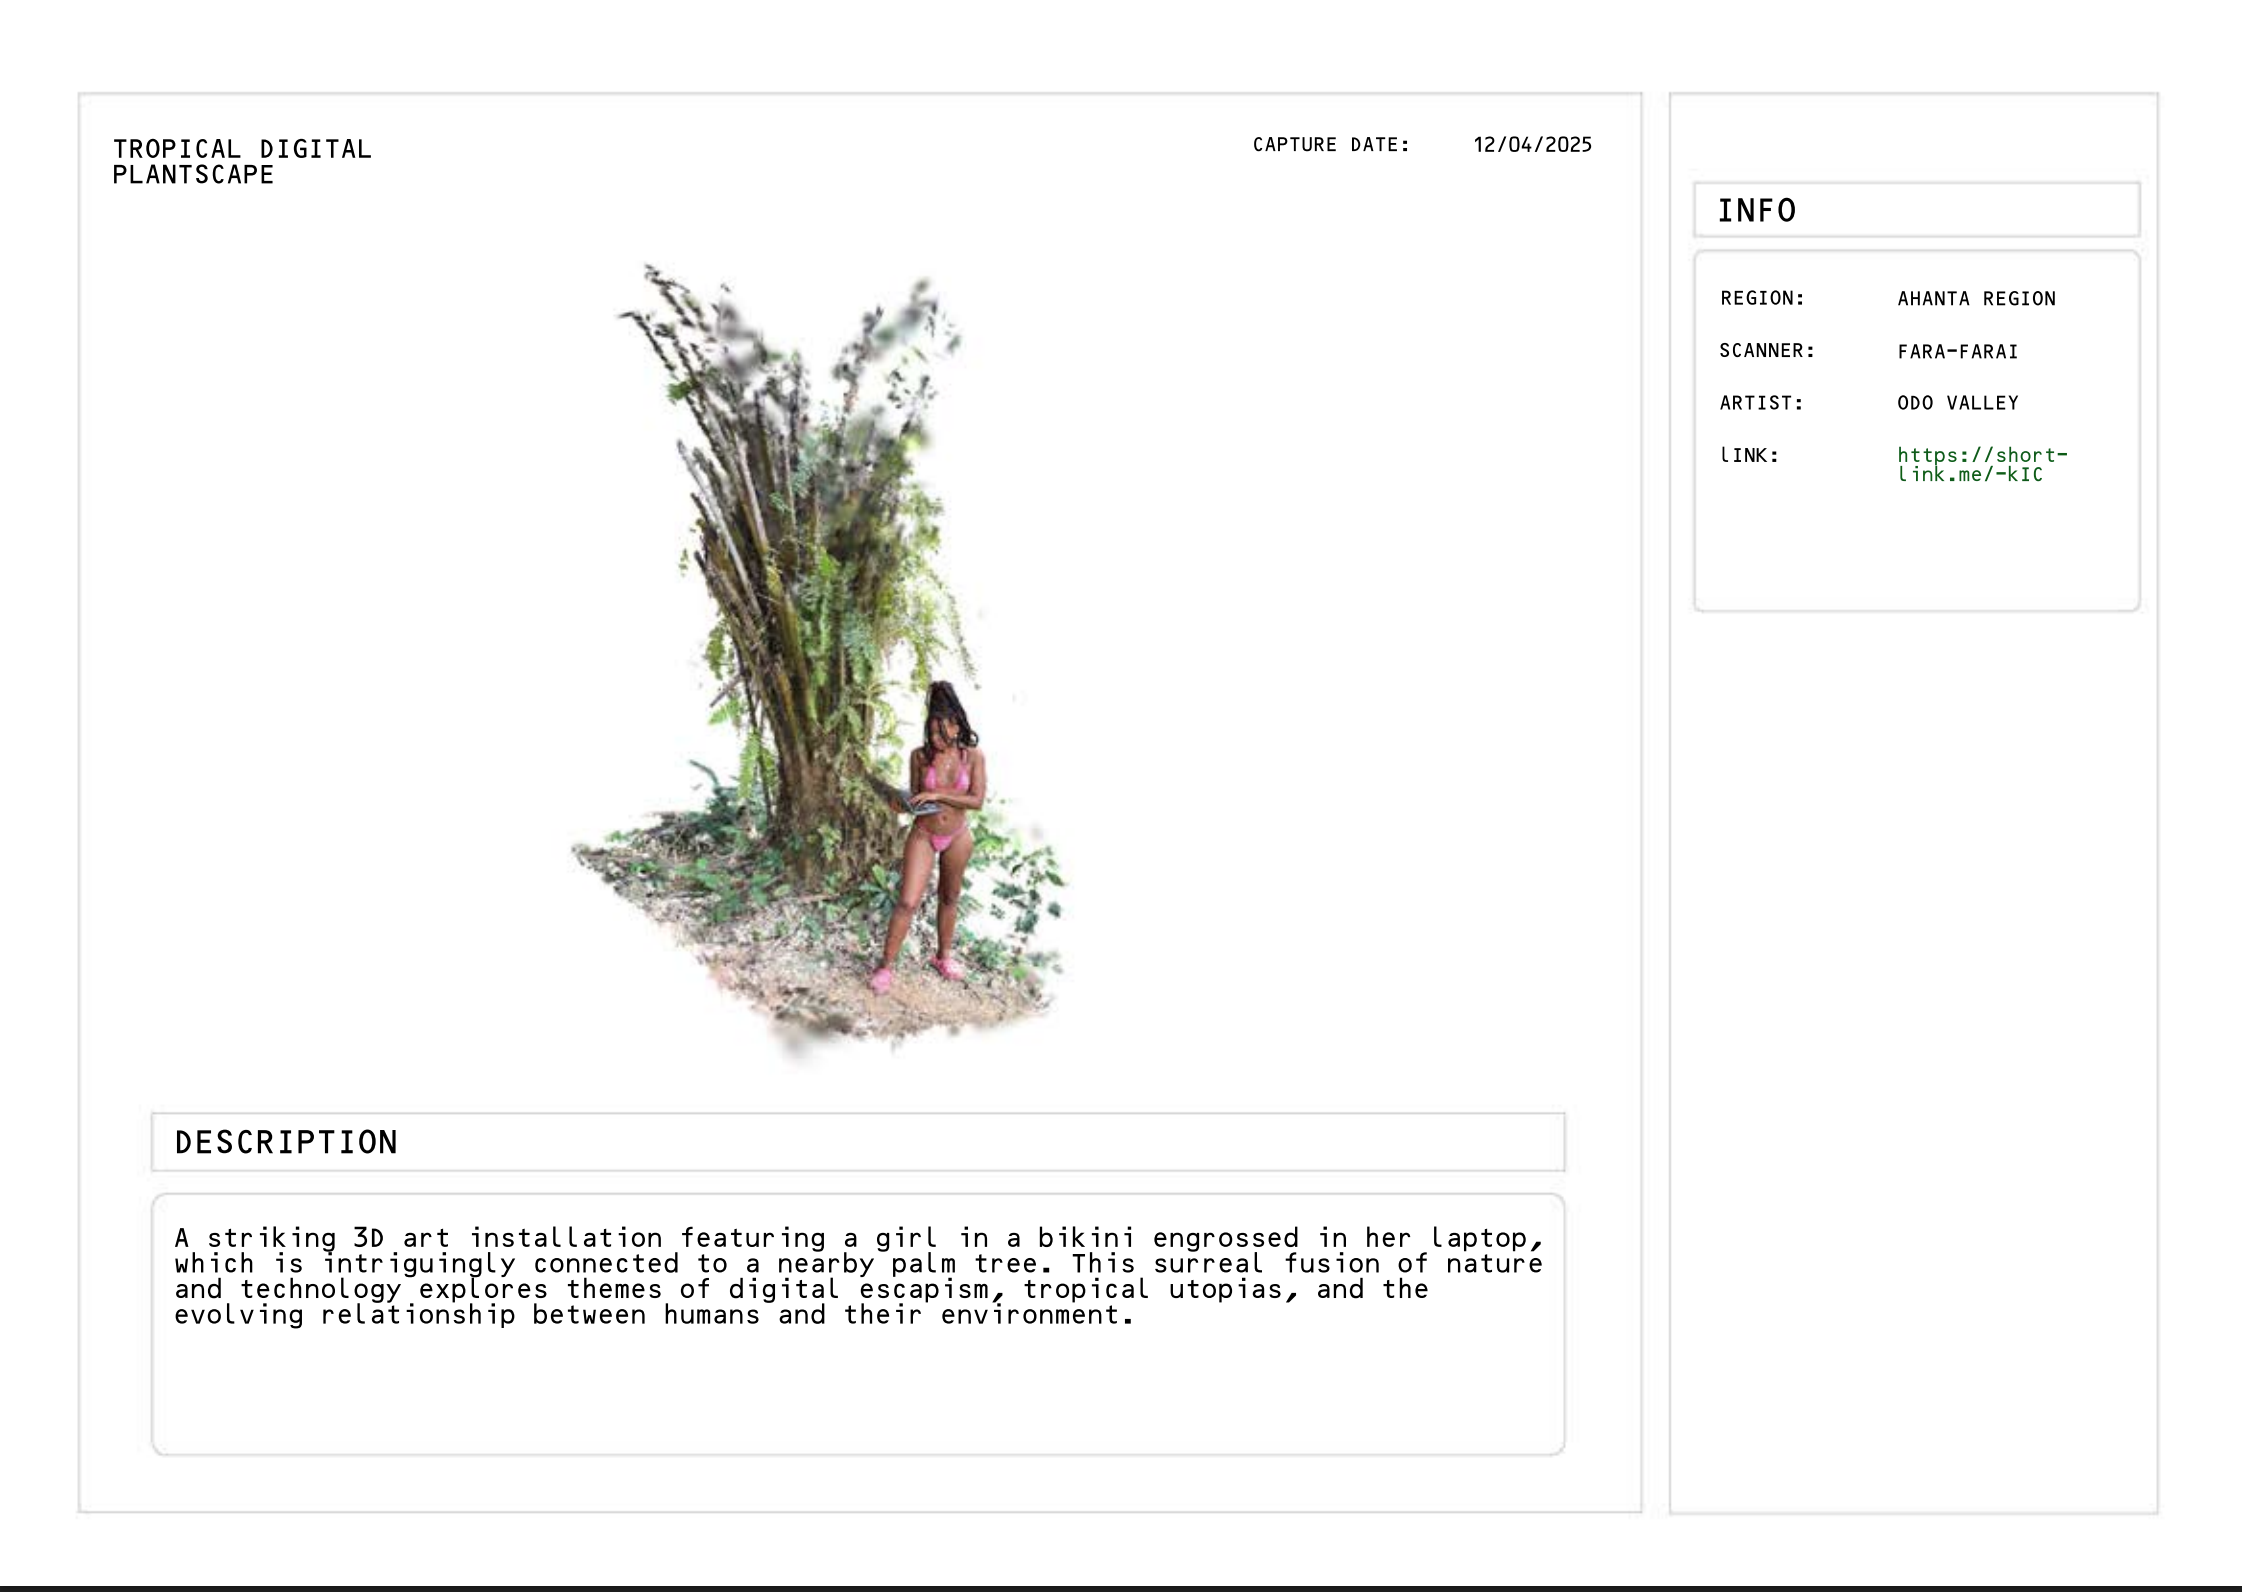 TROPICAL DIGITAL
PLANTSCAPE
CAPTURE DATE: 12/04/2025
DESCRIPTION
A striking 3D art installation featuring a girl in a bikini engrossed in her laptop,
which is intriguingly connected to a nearby palm tree. This surreal fusion of nature
and technology explores themes of digital escapism, tropical utopias, and the
evolving relationship between humans and their environment.
INFO
REGION: AHANTA REGION
SCANNER: FARA-FARAI
ARTIST: ODO VALLEY
lINK: https://short-
link.me/-kIC